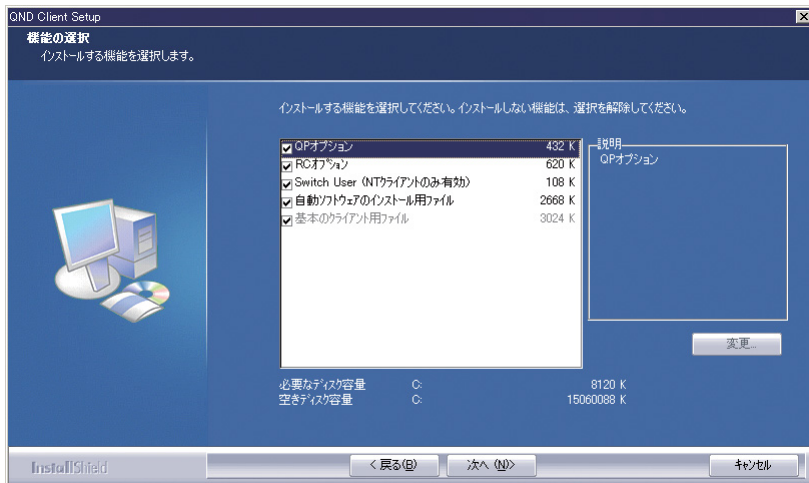 QND Client Setup
機能の選択
インストールする機能を選択します。
インストールする機能を選択してください。インストールしない機能は、選択を解除してください。
QPオプション 432 K
RCオプション 620 K
Switch User (NTクライアントのみ有効) 108 K
自動ソフトウェアのインストール用ファイル 2668 K
基本のクライアント用ファイル 3024 K
説明
QPオプション
変更...
必要なディスク容量 C: 8120 K
空きディスク容量 C: 15060088 K
InstallShield
< 戻る(B)
次へ (N)>
キャンセル